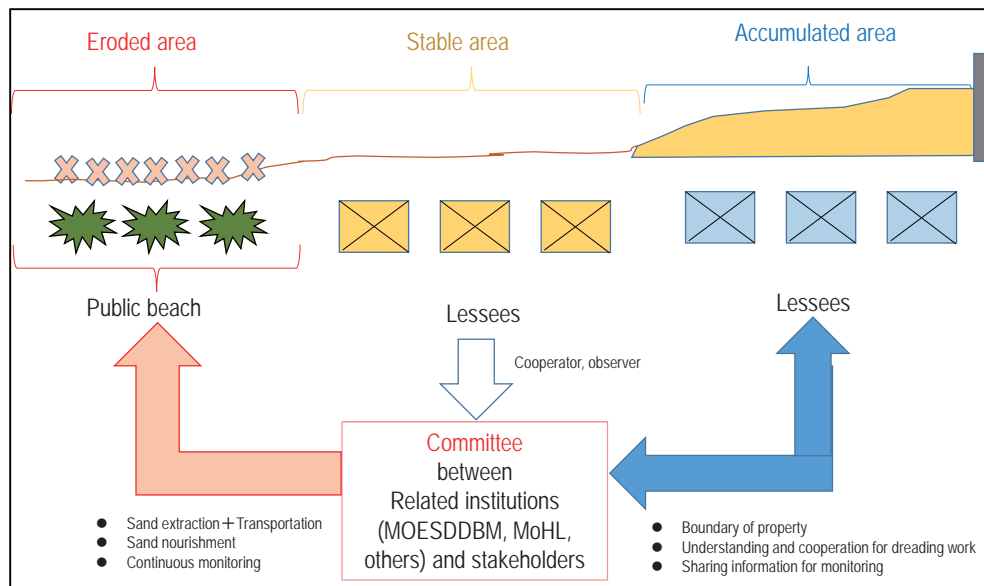 Eroded area
Stable area
Accumulated area
Public beach
Lessees
Lessees
Cooperator, observer
Committee
between
Related institutions
(MOESDDBM, MoHL,
others) and stakeholders
● Sand extraction＋Transportation
● Sand nourishment
● Continuous monitoring
● Boundary of property
● Understanding and cooperation for dreading work
● Sharing information for monitoring